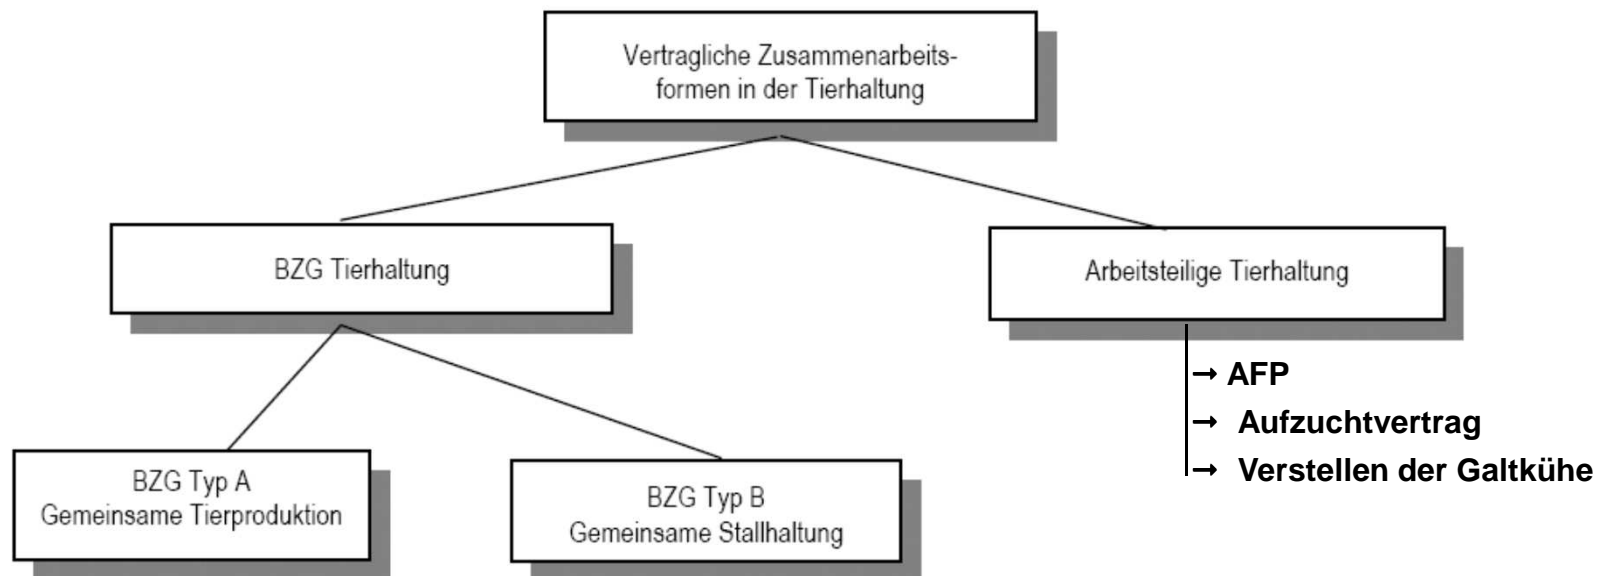 Vertragliche Zusammenarbeits-
formen in der Tierhaltung
BZG Tierhaltung
Arbeitsteilige Tierhaltung
→ AFP
→ Aufzuchtvertrag
→ Verstellen der Galtkühe
BZG Typ A
Gemeinsame Tierproduktion
BZG Typ B
Gemeinsame Stallhaltung